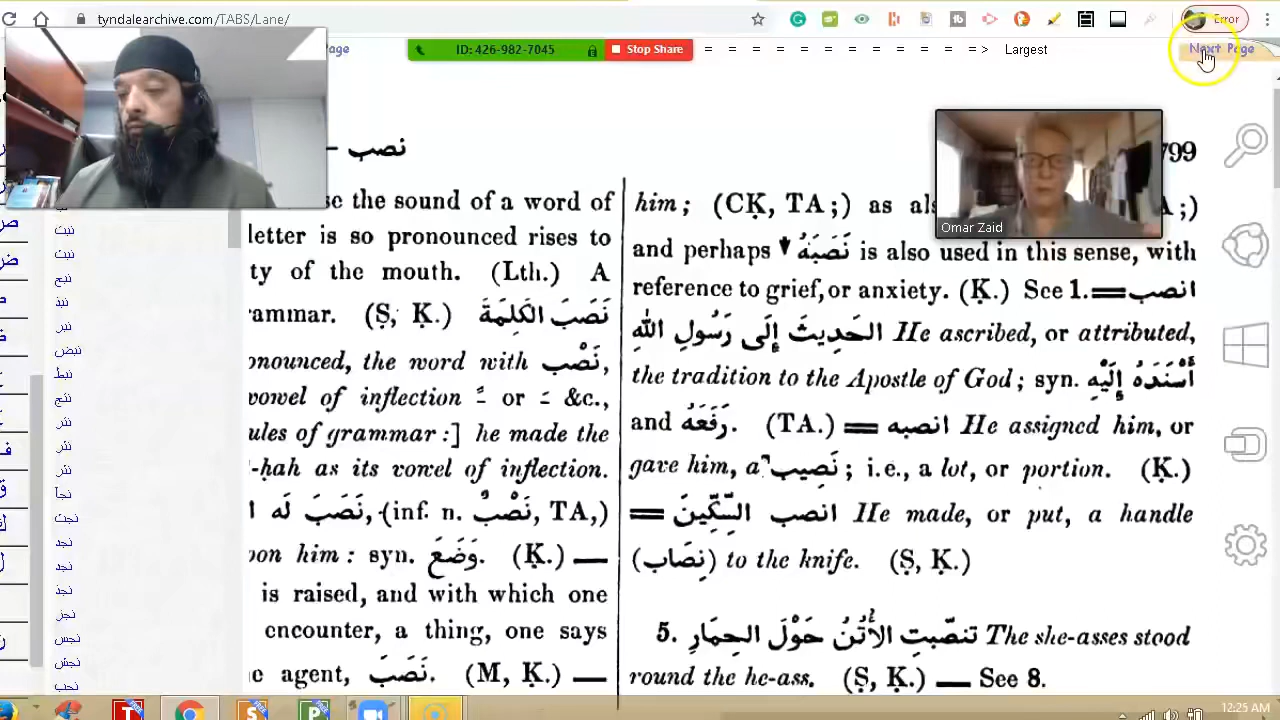 tyndalearchive.com/TABS/Lane/
Error
Page
ID: 426-982-7045
Stop Share
= = = = = = = = = = = = = => Largest
Next Page
– نصب
799
se the sound of a word of
letter is so pronounced rises to
ty of the mouth. (Lth.) A
rammar. (Ṣ, Ḳ.) نَصَبَ الكَلِمَةَ
onounced, the word with نَصْب,
vowel of inflection or &c.,
ules of grammar:] he made the
-ḥah as its vowel of inflection.
نَصَبَ لَه, (inf. n. نَصْبٌ, TA,)
pon him: syn. وَضَعَ. (Ḳ.) —
is raised, and with which one
encounter, a thing, one says
e agent, نَصَبَ. (M, Ḳ.) —
him; (CḲ, TA;) as als A;)
and perhaps نَصَبَهُ is also used in this sense, with
reference to grief, or anxiety. (Ḳ.) See 1.== انصب
الحَدِيثَ إِلَى رَسُولِ اللّٰهِ He ascribed, or attributed,
the tradition to the Apostle of God; syn. أَسْنَدَهُ إِلَيْهِ
and رَفَعَهُ. (TA.) == انصبه He assigned him, or
gave him, a نَصِيب; i.e., a lot, or portion. (Ḳ.)
== انصب السِّكِّينَ He made, or put, a handle
(نِصَاب) to the knife. (Ṣ, Ḳ.)
5. تنصّبتِ الأُتُنُ حَوْلَ الحِمَارِ The she-asses stood
round the he-ass. (Ṣ, Ḳ.) — See 8.
Omar Zaid
12:25 AM